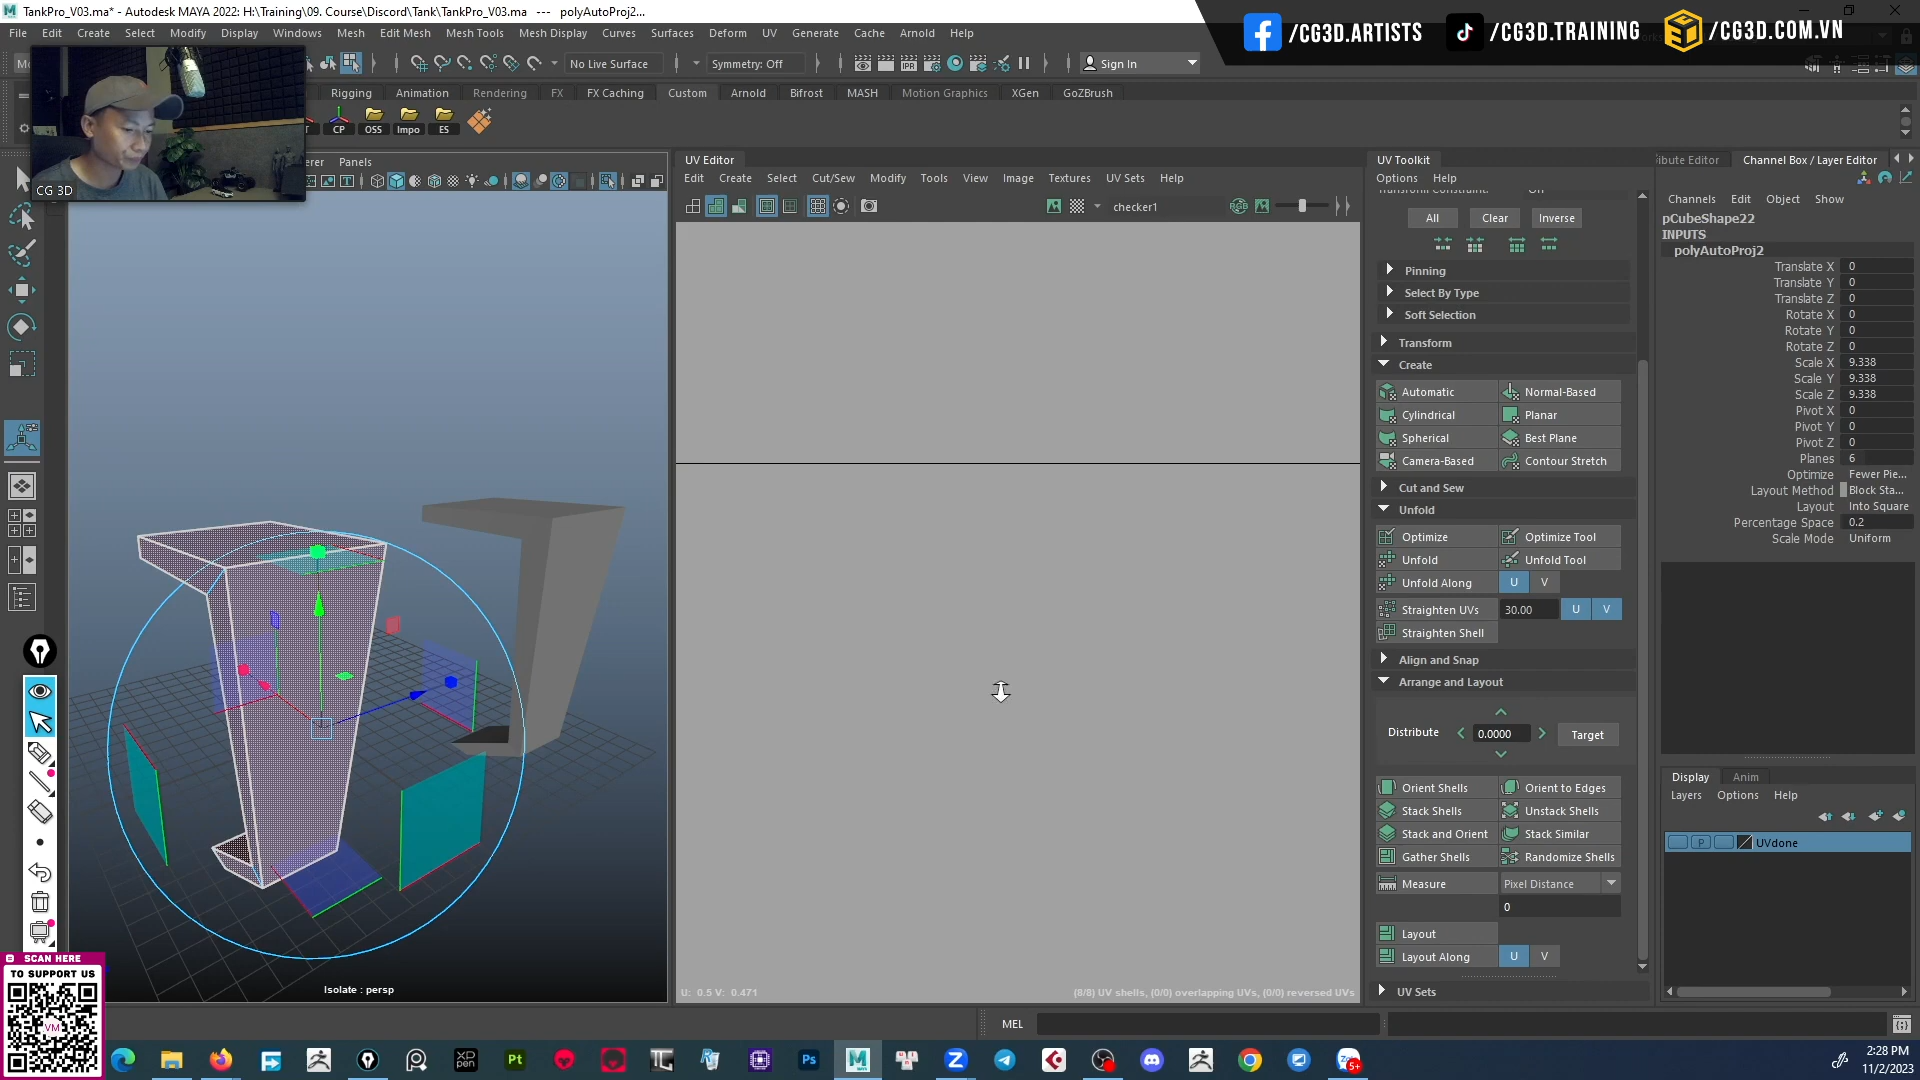 TankPro_V03.ma* - Autodesk MAYA 2022: H:\Training\09. Course\Discord\Tank\TankPro_V03.ma   ---   polyAutoProj2...
/CG3D.ARTISTS
/CG3D.TRAINING
/CG3D.COM.VN
File Edit Create Select Modify Display Windows Mesh Edit Mesh Mesh Tools Mesh Display Curves Surfaces Deform UV Generate Cache Arnold Help
No Live Surface
Symmetry: Off
Sign In
Rigging Animation Rendering FX FX Caching Custom Arnold Bifrost MASH Motion Graphics XGen GoZBrush
CP OSS Impo ES
CG 3D
Panels
UV Editor
Edit Create Select Cut/Sew Modify Tools View Image Textures UV Sets Help
checker1
U: 0.5 V: 0.471
(8/8) UV shells, (0/0) overlapping UVs, (0/0) reversed UVs
Isolate : persp
UV Toolkit
Options Help
All Clear Inverse
Pinning
Select By Type
Soft Selection
Transform
Create
Automatic Normal-Based
Cylindrical Planar
Spherical Best Plane
Camera-Based Contour Stretch
Cut and Sew
Unfold
Optimize Optimize Tool
Unfold Unfold Tool
Unfold Along U V
Straighten UVs 30.00 U V
Straighten Shell
Align and Snap
Arrange and Layout
Distribute 0.0000 Target
Orient Shells Orient to Edges
Stack Shells Unstack Shells
Stack and Orient Stack Similar
Gather Shells Randomize Shells
Measure Pixel Distance
0
Layout
Layout Along U V
UV Sets
ibute Editor
Channel Box / Layer Editor
Channels Edit Object Show
pCubeShape22
INPUTS
polyAutoProj2
Translate X 0
Translate Y 0
Translate Z 0
Rotate X 0
Rotate Y 0
Rotate Z 0
Scale X 9.338
Scale Y 9.338
Scale Z 9.338
Pivot X 0
Pivot Y 0
Pivot Z 0
Planes 6
Optimize Fewer Pie...
Layout Method Block Sta...
Layout Into Square
Percentage Space 0.2
Scale Mode Uniform
Display Anim
Layers Options Help
P UVdone
SCAN HERE
TO SUPPORT US
VM
MEL
Pt
Ps
5+
2:28 PM
11/2/2023